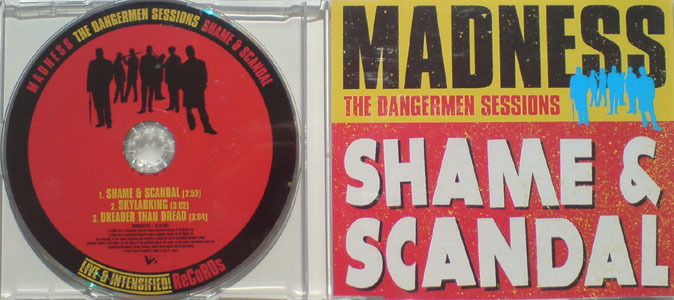 MADNESS THE DANGERMEN SESSIONS SHAME & SCANDAL
1. SHAME & SCANDAL [2:52]
2. SKYLARKING [3:02]
3. DREADER THAN DREAD [3:04]
LIVE & INTENSIFIED! ReCoRDs
MADNESS
THE DANGERMEN SESSIONS
SHAME &
SCANDAL